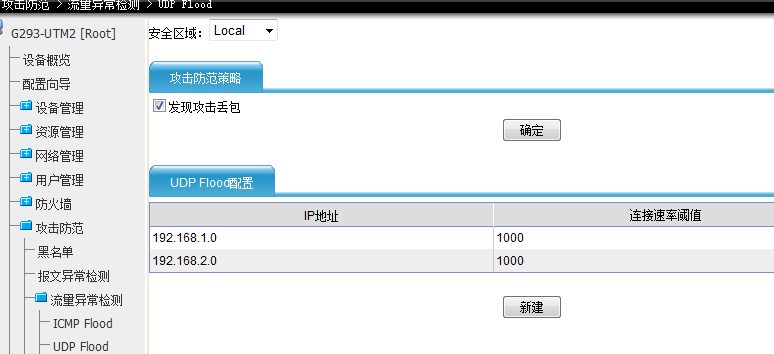 攻击防范 > 流量异常检测 > UDP Flood
G293-UTM2 [Root]
设备概览
配置向导
设备管理
资源管理
网络管理
用户管理
防火墙
攻击防范
黑名单
报文异常检测
流量异常检测
ICMP Flood
UDP Flood
安全区域： Local
攻击防范策略
发现攻击丢包
确定
UDP Flood配置
IP地址 连接速率阈值
192.168.1.0 1000
192.168.2.0 1000
新建